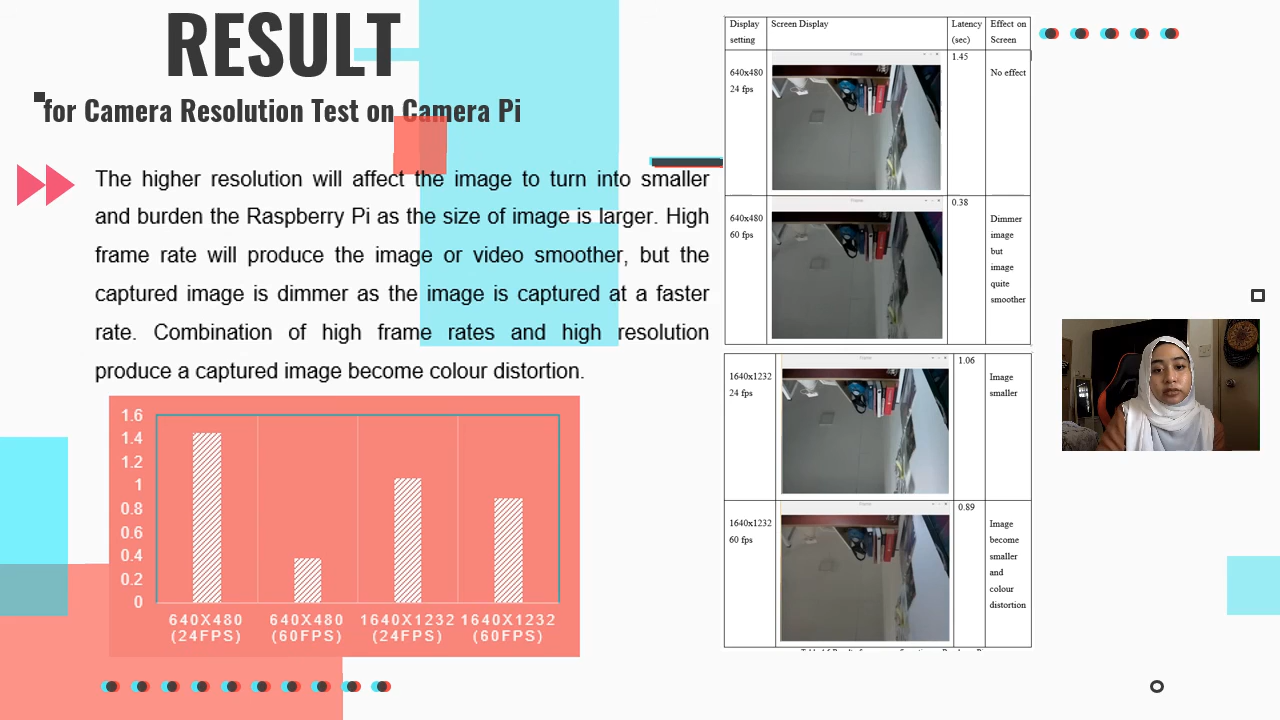 RESULT
for Camera Resolution Test on Camera Pi
The higher resolution will affect the image to turn into smaller
and burden the Raspberry Pi as the size of image is larger. High
frame rate will produce the image or video smoother, but the
captured image is dimmer as the image is captured at a faster
rate. Combination of high frame rates and high resolution
produce a captured image become colour distortion.
1.6
1.4
1.2
1
0.8
0.6
0.4
0.2
0
640X480
(24FPS)
640X480
(60FPS)
1640X1232
(24FPS)
1640X1232
(60FPS)
Display
setting
Screen Display
Latency
(sec)
Effect on
Screen
640x480
24 fps
1.45
No effect
640x480
60 fps
0.38
Dimmer
image
but
image
quite
smoother
1640x1232
24 fps
1.06
Image
smaller
1640x1232
60 fps
0.89
Image
become
smaller
and
colour
distortion